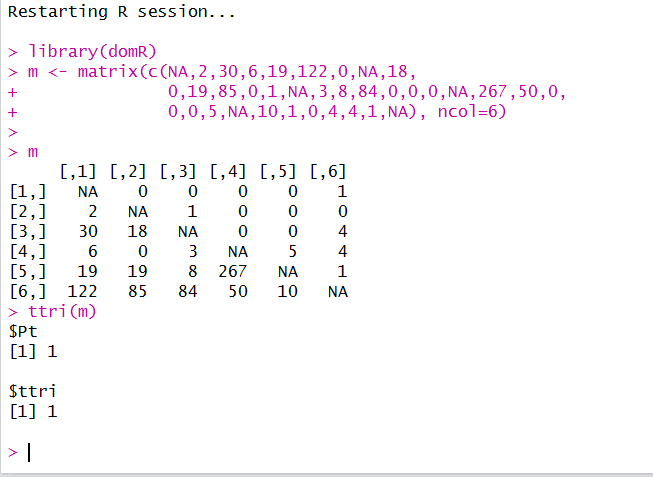 Restarting R session...
> library(domR)
> m <- matrix(c(NA,2,30,6,19,122,0,NA,18,
+               0,19,85,0,1,NA,3,8,84,0,0,0,NA,267,50,0,
+               0,0,5,NA,10,1,0,4,4,1,NA), ncol=6)
>
> m
     [,1] [,2] [,3] [,4] [,5] [,6]
[1,]   NA    0    0    0    0    1
[2,]    2   NA    1    0    0    0
[3,]   30   18   NA    0    0    4
[4,]    6    0    3   NA    5    4
[5,]   19   19    8  267   NA    1
[6,]  122   85   84   50   10   NA
> ttri(m)
$Pt
[1] 1
$ttri
[1] 1
>